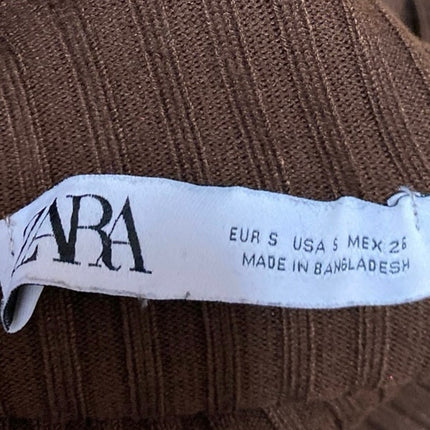 ZARA
EUR S USA S MEX 26
MADE IN BANGLADESH